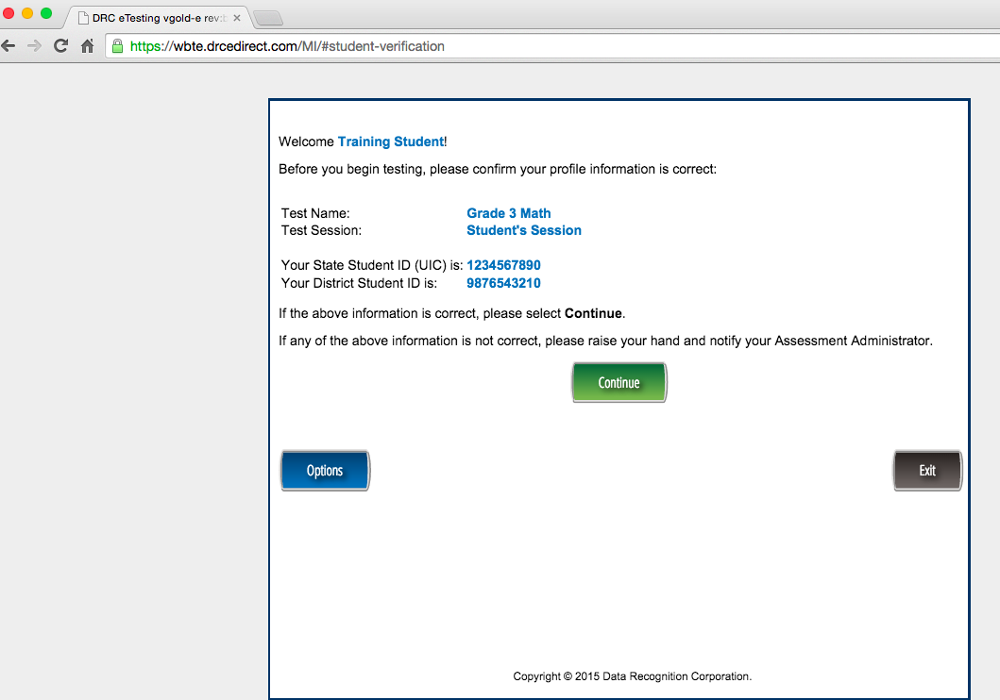 DRC eTesting vgold-e rev:
https://wbte.drcedirect.com/MI/#student-verification
Welcome Training Student!
Before you begin testing, please confirm your profile information is correct:
Test Name: Grade 3 Math
Test Session: Student's Session
Your State Student ID (UIC) is: 1234567890
Your District Student ID is: 9876543210
If the above information is correct, please select Continue.
If any of the above information is not correct, please raise your hand and notify your Assessment Administrator.
Continue
Options Exit
Copyright © 2015 Data Recognition Corporation.